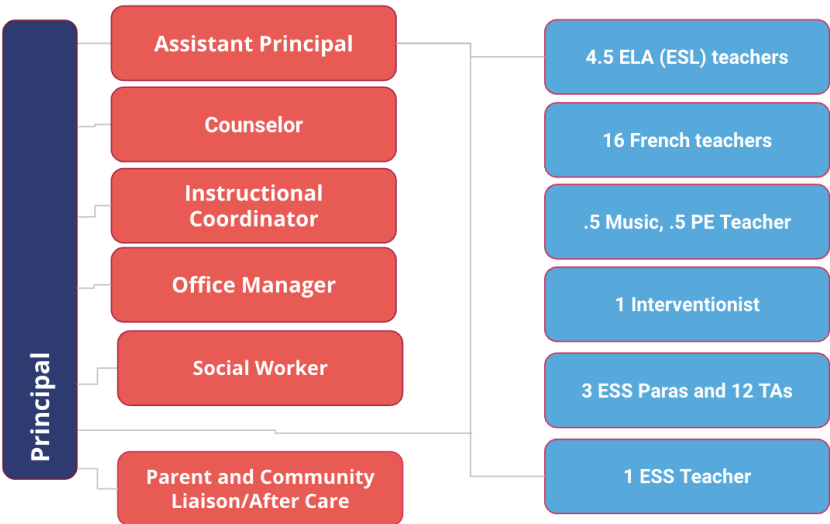 Principal
Assistant Principal
Counselor
Instructional
Coordinator
Office Manager
Social Worker
Parent and Community
Liaison/After Care
4.5 ELA (ESL) teachers
16 French teachers
.5 Music, .5 PE Teacher
1 Interventionist
3 ESS Paras and 12 TAs
1 ESS Teacher